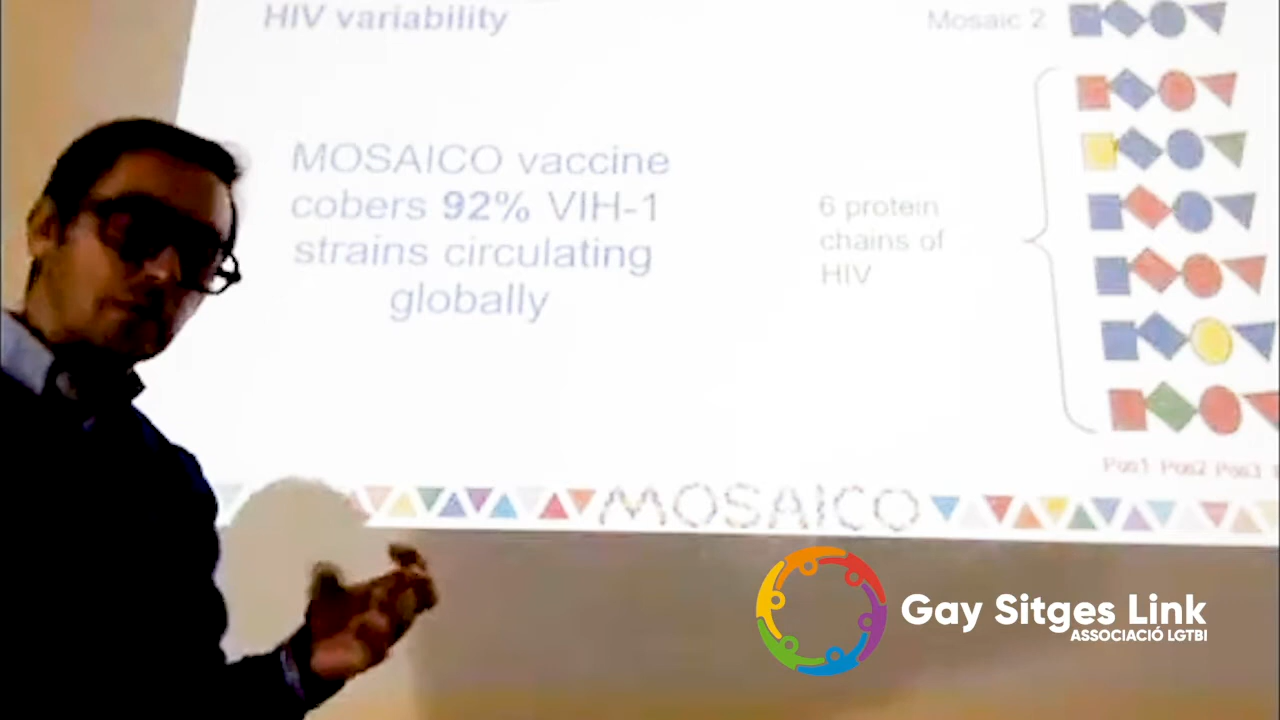 HIV variability
Mosaic 2
MOSAICO vaccine
cobers 92% VIH-1
strains circulating
globally
6 protein
chains of
HIV
Pos1 Pos2 Pos3
MOSAICO
Gay Sitges Link
ASSOCIACIÓ LGTBI